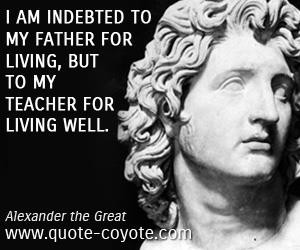 I AM INDEBTED TO
MY FATHER FOR
LIVING, BUT
TO MY
TEACHER FOR
LIVING WELL.
Alexander the Great
www.quote-coyote.com